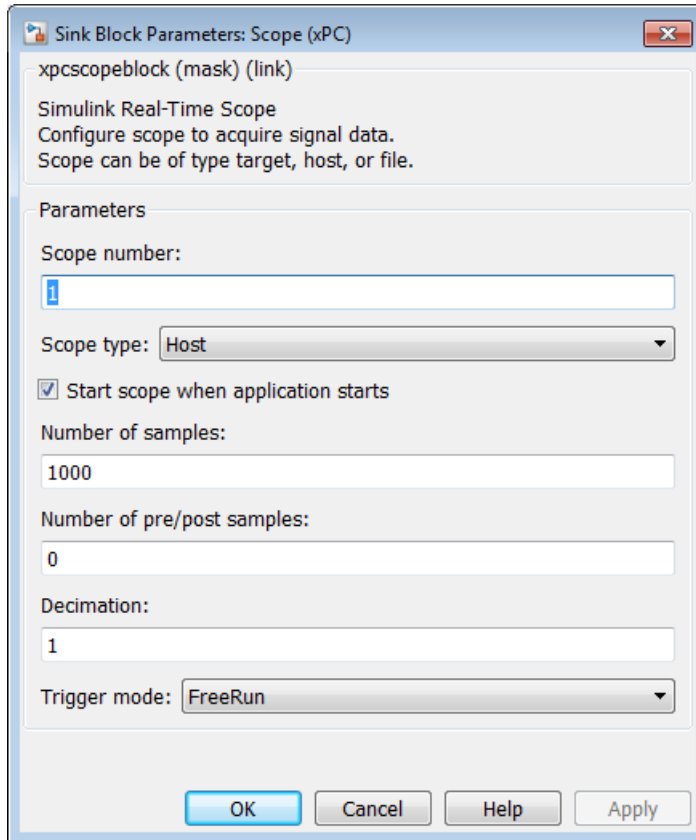 Sink Block Parameters: Scope (xPC)
xpcscopeblock (mask) (link)
Simulink Real-Time Scope
Configure scope to acquire signal data.
Scope can be of type target, host, or file.
Parameters
Scope number:
1
Scope type: Host
Start scope when application starts
Number of samples:
1000
Number of pre/post samples:
0
Decimation:
1
Trigger mode: FreeRun
OK Cancel Help Apply